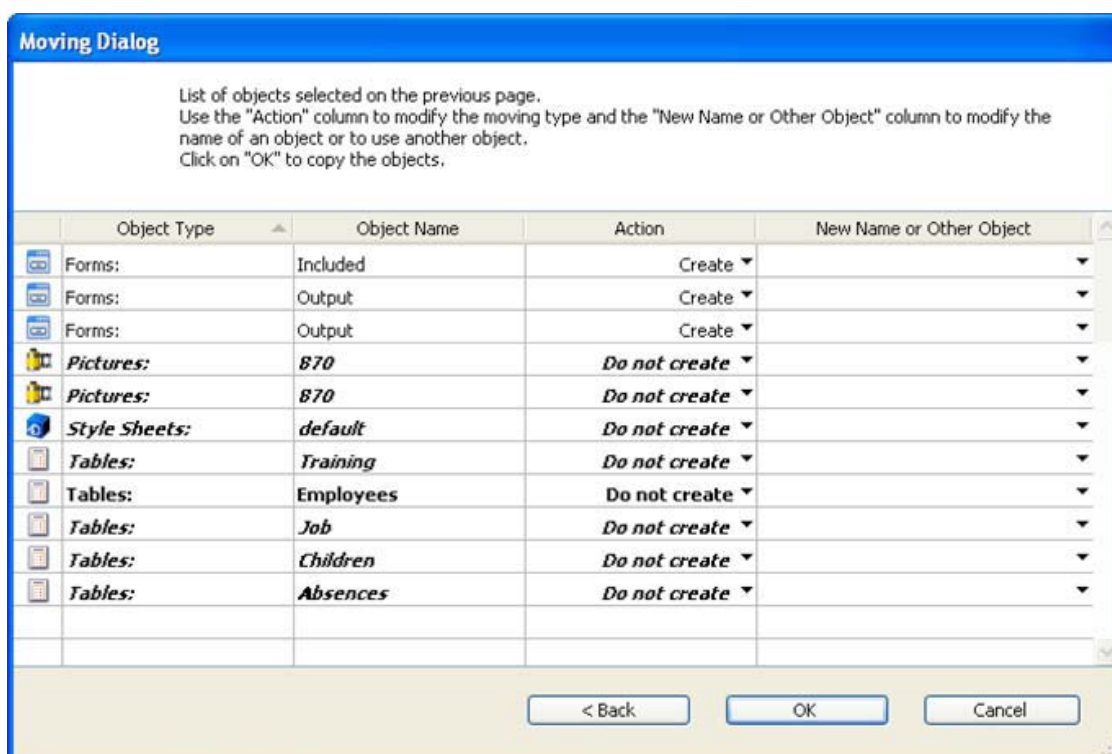 Moving Dialog
List of objects selected on the previous page.
Use the "Action" column to modify the moving type and the "New Name or Other Object" column to modify the
name of an object or to use another object.
Click on "OK" to copy the objects.
Object Type Object Name Action New Name or Other Object
Forms: Included Create
Forms: Output Create
Forms: Output Create
Pictures: 870 Do not create
Pictures: 870 Do not create
Style Sheets: default Do not create
Tables: Training Do not create
Tables: Employees Do not create
Tables: Job Do not create
Tables: Children Do not create
Tables: Absences Do not create
< Back OK Cancel